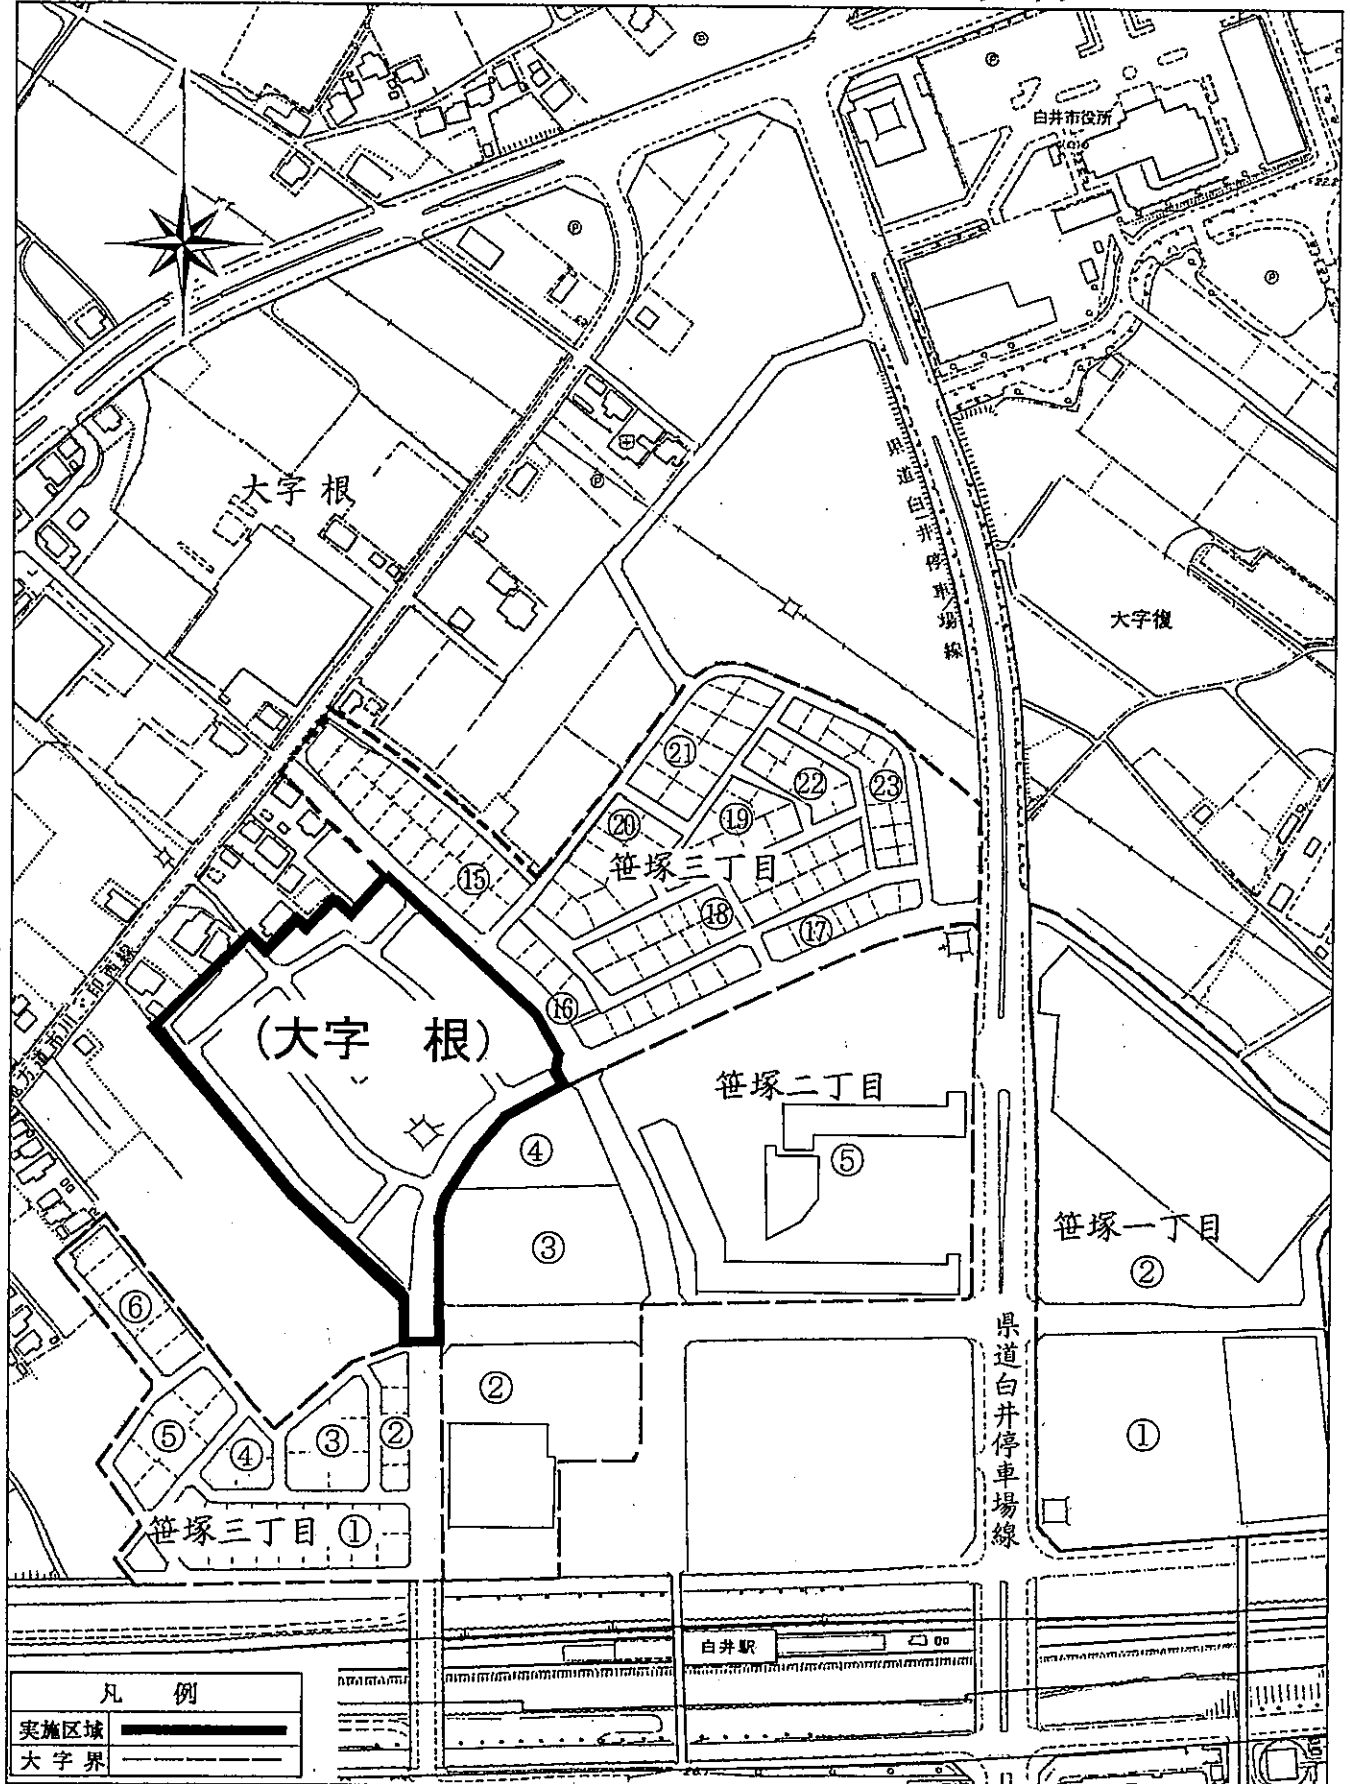 白井市役所
大字 根
県道白井停車場線
大字復
㉑
㉒
㉓
⑳
⑲
笹塚三丁目
⑮
⑱
⑰
⑯
(大字 根)
笹塚二丁目
④
⑤
③
笹塚一丁目
②
⑥
県道白井停車場線
②
①
⑤
④
③
②
笹塚三丁目 ①
白井駅
凡 例
実施区域
大字界